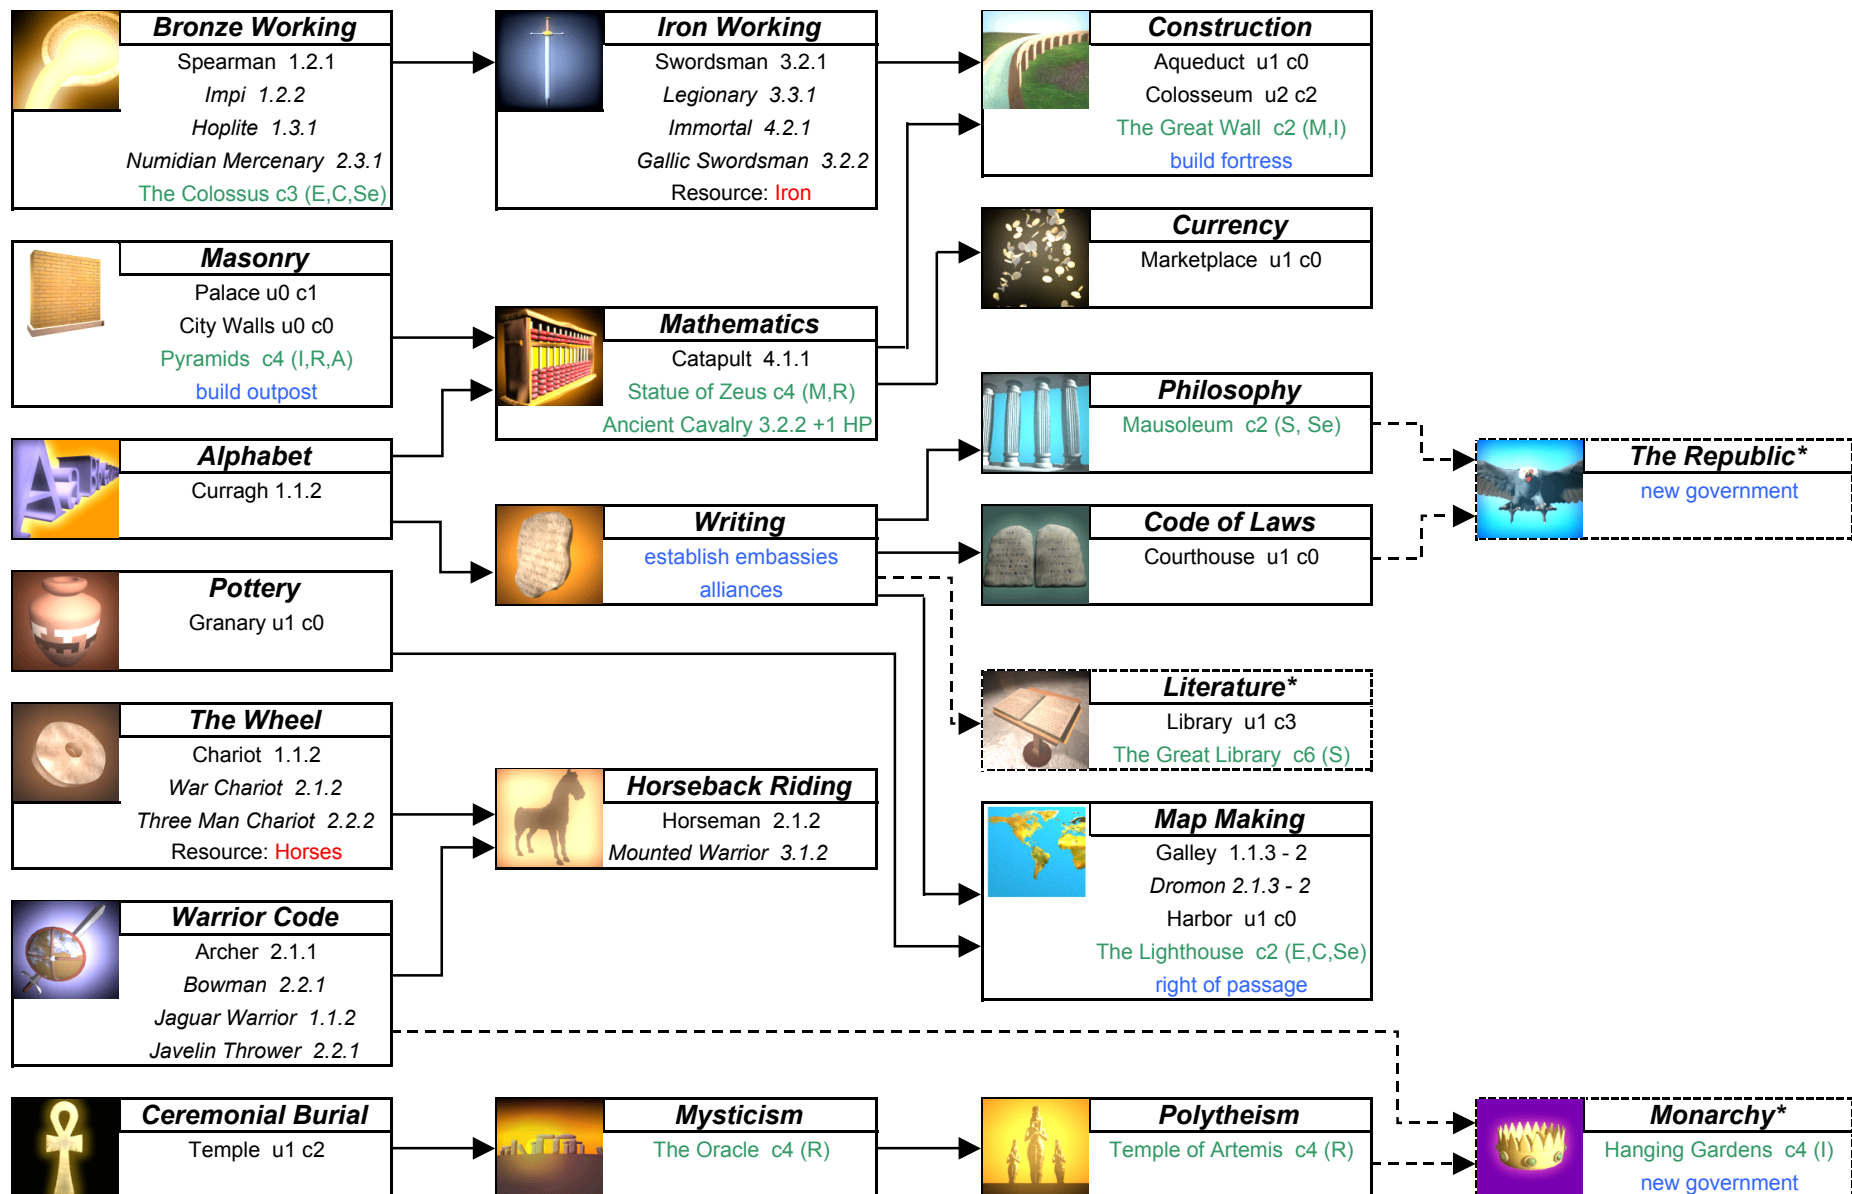 Bronze Working
Spearman 1.2.1
Impi 1.2.2
Hoplite 1.3.1
Numidian Mercenary 2.3.1
The Colossus c3 (E,C,Se)
Masonry
Palace u0 c1
City Walls u0 c0
Pyramids c4 (I,R,A)
build outpost
Alphabet
Curragh 1.1.2
Pottery
Granary u1 c0
The Wheel
Chariot 1.1.2
War Chariot 2.1.2
Three Man Chariot 2.2.2
Resource: Horses
Warrior Code
Archer 2.1.1
Bowman 2.2.1
Jaguar Warrior 1.1.2
Javelin Thrower 2.2.1
Ceremonial Burial
Temple u1 c2
Iron Working
Swordsman 3.2.1
Legionary 3.3.1
Immortal 4.2.1
Gallic Swordsman 3.2.2
Resource: Iron
Mathematics
Catapult 4.1.1
Statue of Zeus c4 (M,R)
Ancient Cavalry 3.2.2 +1 HP
Writing
establish embassies
alliances
Horseback Riding
Horseman 2.1.2
Mounted Warrior 3.1.2
Mysticism
The Oracle c4 (R)
Construction
Aqueduct u1 c0
Colosseum u2 c2
The Great Wall c2 (M,I)
build fortress
Currency
Marketplace u1 c0
Philosophy
Mausoleum c2 (S, Se)
Code of Laws
Courthouse u1 c0
Literature*
Library u1 c3
The Great Library c6 (S)
Map Making
Galley 1.1.3 - 2
Dromon 2.1.3 - 2
Harbor u1 c0
The Lighthouse c2 (E,C,Se)
right of passage
Polytheism
Temple of Artemis c4 (R)
The Republic*
new government
Monarchy*
Hanging Gardens c4 (I)
new government